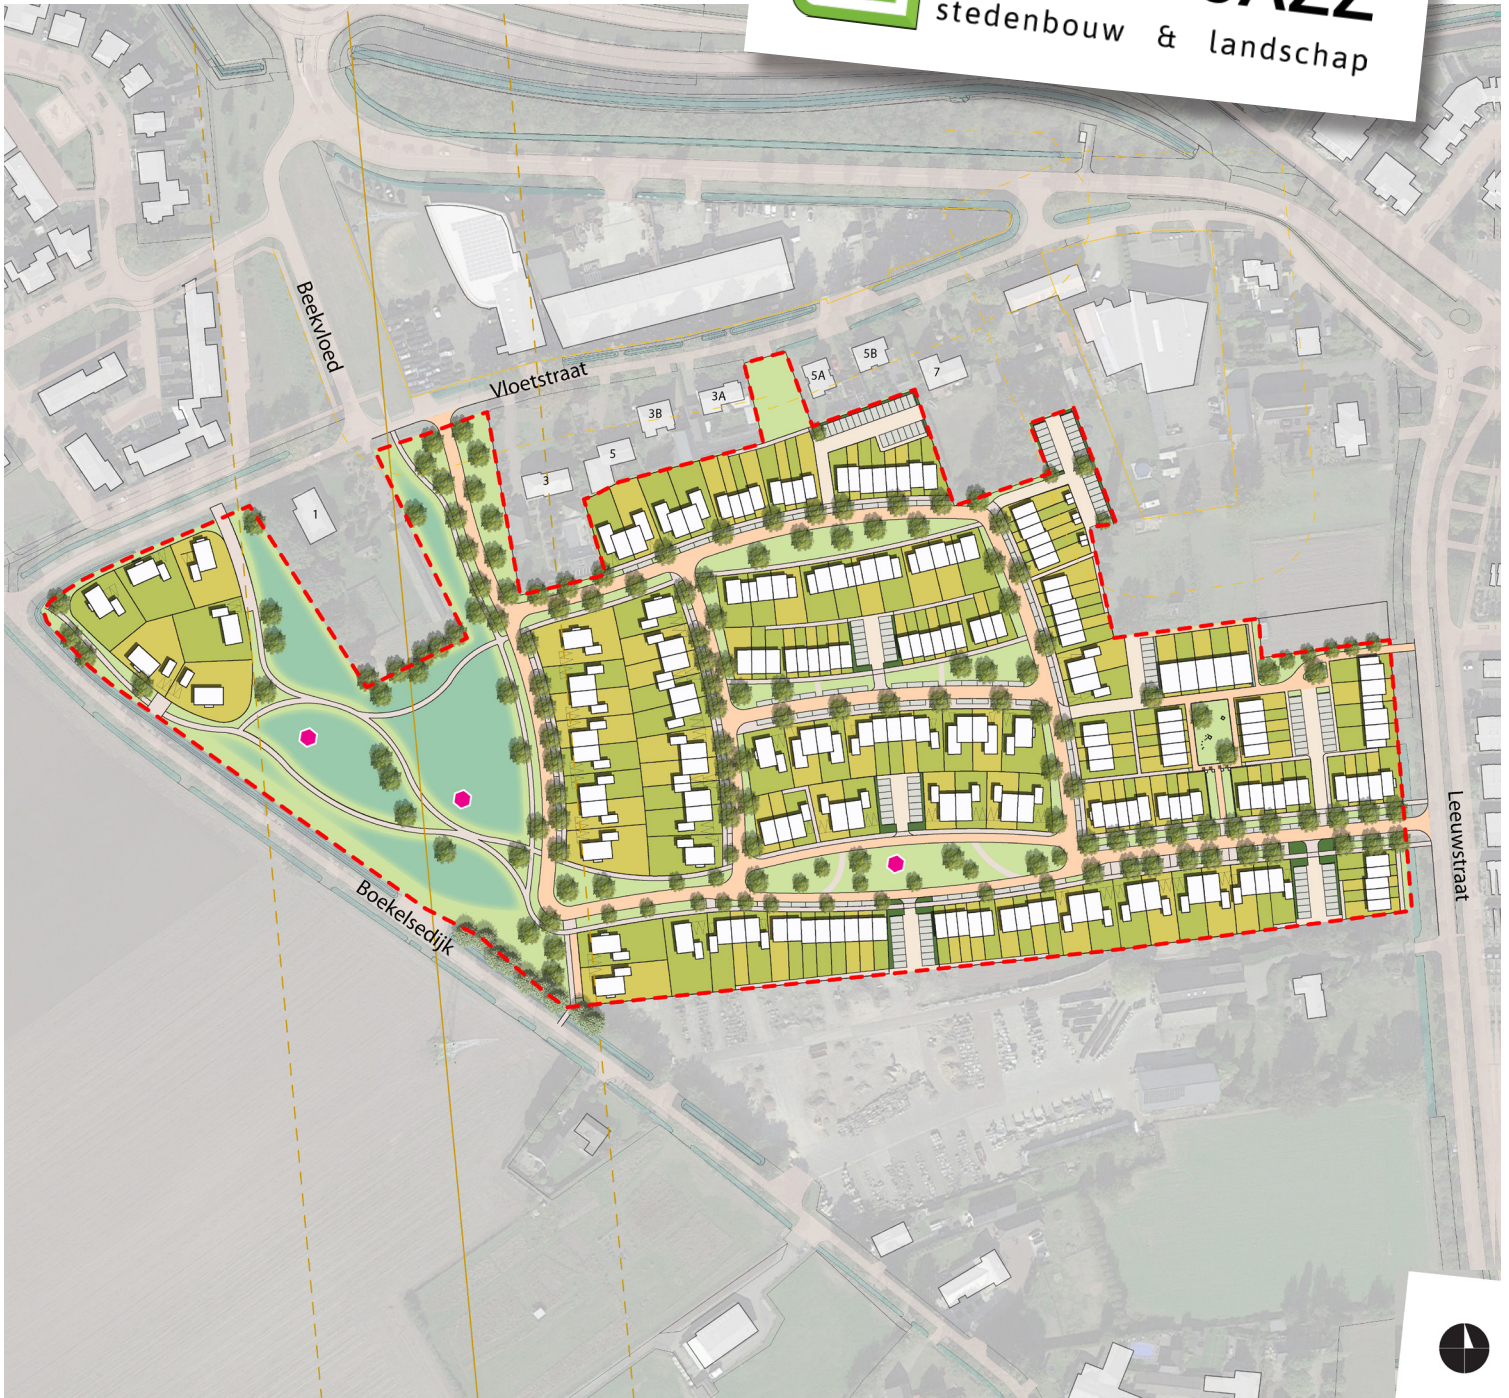 stedenbouw & landschap
Beekvloed
Vloetstraat
5B
5A
7
3A
3B
5
3
1
Leeuwstraat
Boekelsedijk